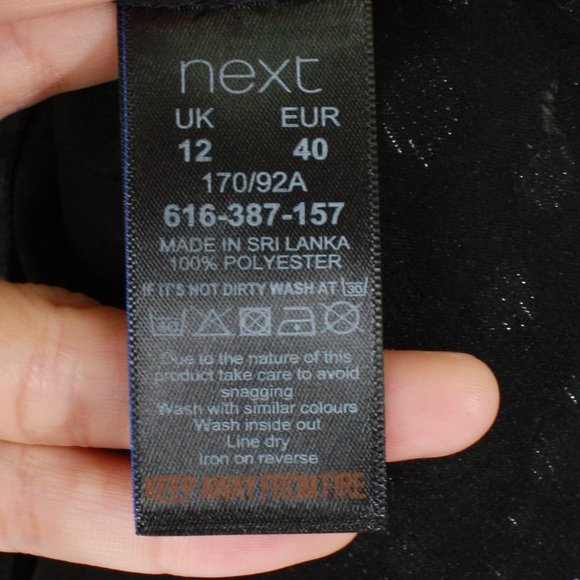 next
UK EUR
12 40
170/92A
616-387-157
MADE IN SRI LANKA
100% POLYESTER
IF IT'S NOT DIRTY WASH AT 30
40
Due to the nature of this
product take care to avoid
snagging
Wash with similar colours
Wash inside out
Line dry
Iron on reverse
KEEP AWAY FROM FIRE